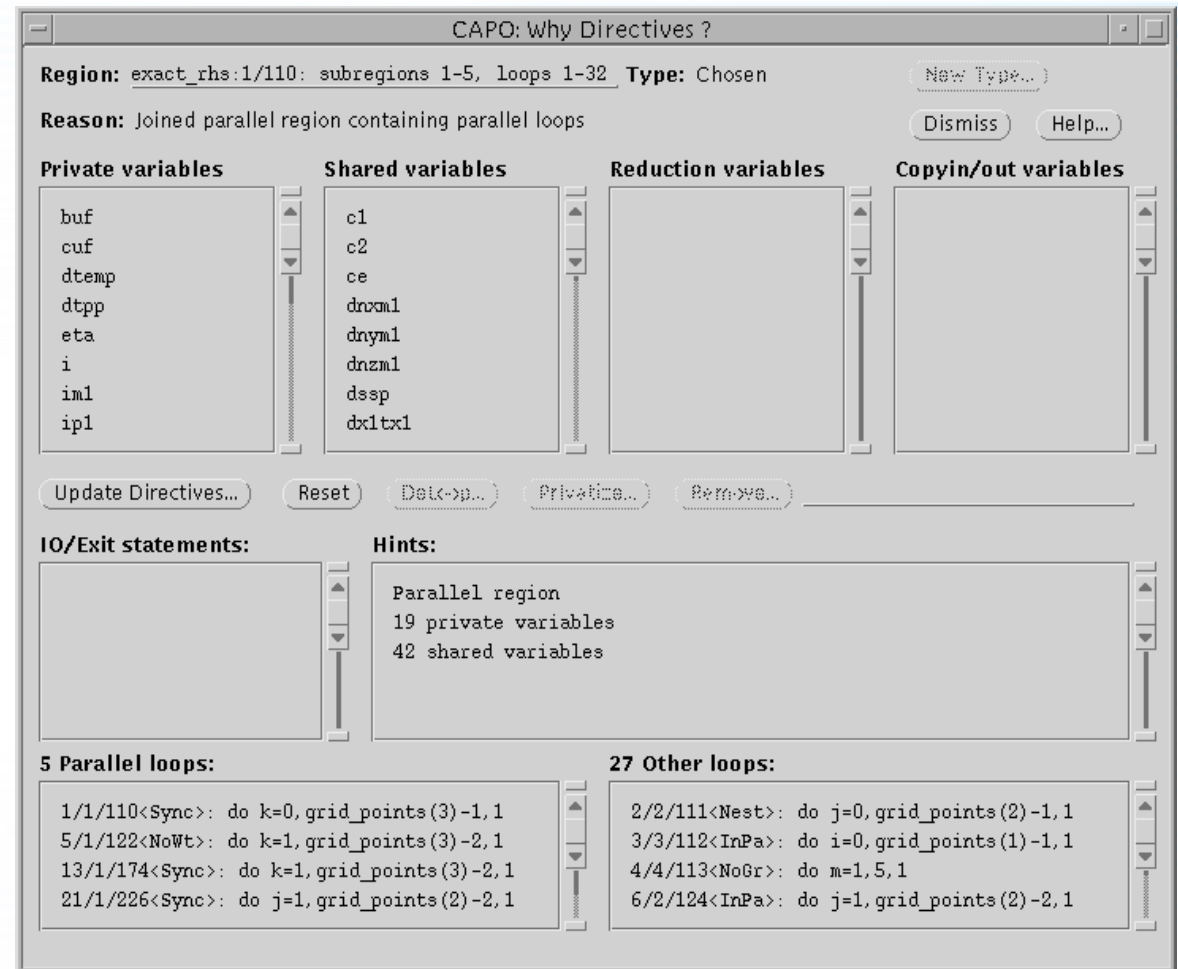 CAPO: Why Directives ?
Region: exact_rhs:1/110: subregions 1-5, loops 1-32 Type: Chosen New Type...
Reason: Joined parallel region containing parallel loops Dismiss Help...
Private variables Shared variables Reduction variables Copyin/out variables
buf c1
cuf c2
dtemp ce
dtpp dnxm1
eta dnym1
i dnzm1
im1 dssp
ip1 dx1tx1
Update Directives... Reset Privatize... Remove...
IO/Exit statements: Hints:
Parallel region
19 private variables
42 shared variables
5 Parallel loops: 27 Other loops:
1/1/110<Sync>: do k=0,grid_points(3)-1,1 2/2/111<Nest>: do j=0,grid_points(2)-1,1
5/1/122<NoWt>: do k=1,grid_points(3)-2,1 3/3/112<InPa>: do i=0,grid_points(1)-1,1
13/1/174<Sync>: do k=1,grid_points(3)-2,1 4/4/113<NoGr>: do m=1,5,1
21/1/226<Sync>: do j=1,grid_points(2)-2,1 6/2/124<InPa>: do j=1,grid_points(2)-2,1